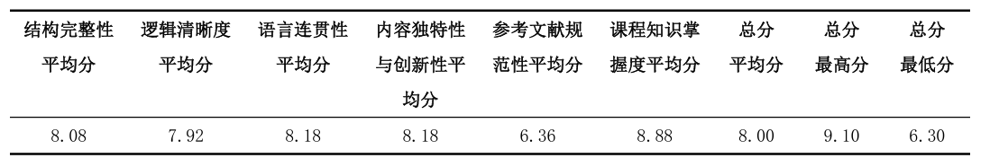 结构完整性 逻辑清晰度 语言连贯性 内容独特性 参考文献规 课程知识掌 总分 总分 总分
平均分 平均分 平均分 与创新性平 范性平均分 握度平均分 平均分 最高分 最低分
均分
8.08 7.92 8.18 8.18 6.36 8.88 8.00 9.10 6.30